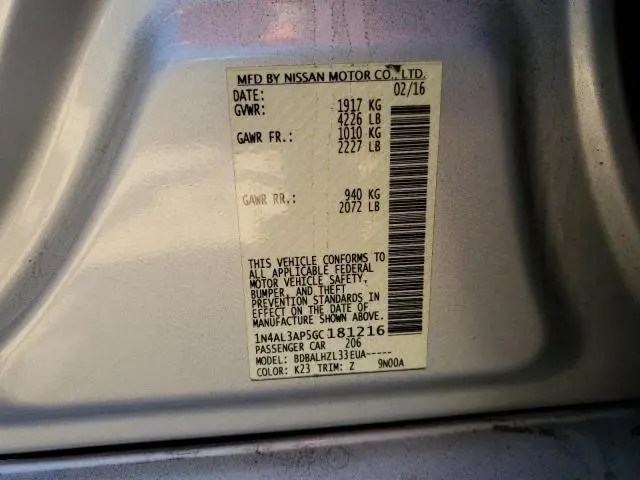 MFD BY NISSAN MOTOR CO., LTD.
DATE: 02/16
GVWR: 1917 KG
4226 LB
GAWR FR.: 1010 KG
2227 LB
GAWR RR.: 940 KG
2072 LB
THIS VEHICLE CONFORMS TO
ALL APPLICABLE FEDERAL
MOTOR VEHICLE SAFETY,
BUMPER, AND THEFT
PREVENTION STANDARDS IN
EFFECT ON THE DATE OF
MANUFACTURE SHOWN ABOVE.
1N4AL3AP5GC181216
PASSENGER CAR 206
MODEL: BDBALHZL33EUA-----
COLOR: K23 TRIM: Z 9N00A